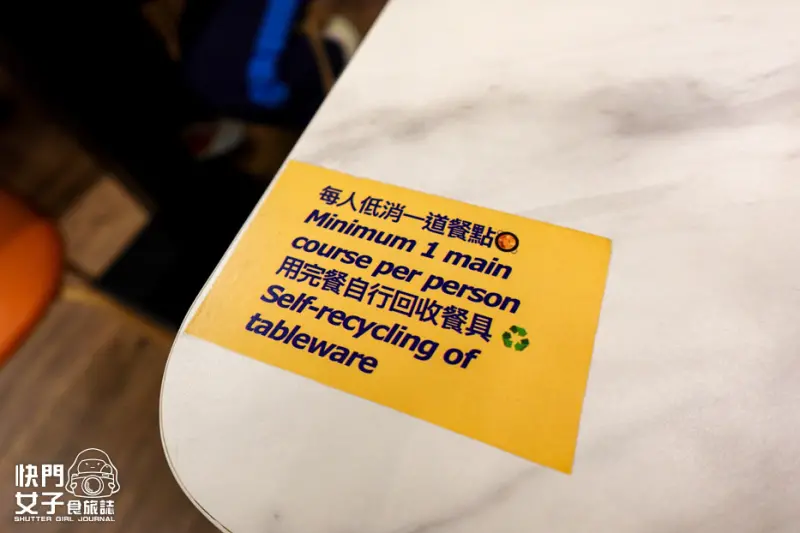 每人低消一道餐點🥘
Minimum 1 main
course per person
用完餐自行回收餐具♻️
Self-recycling of
tableware
快門
女子食旅誌
SHUTTER GIRL JOURNAL